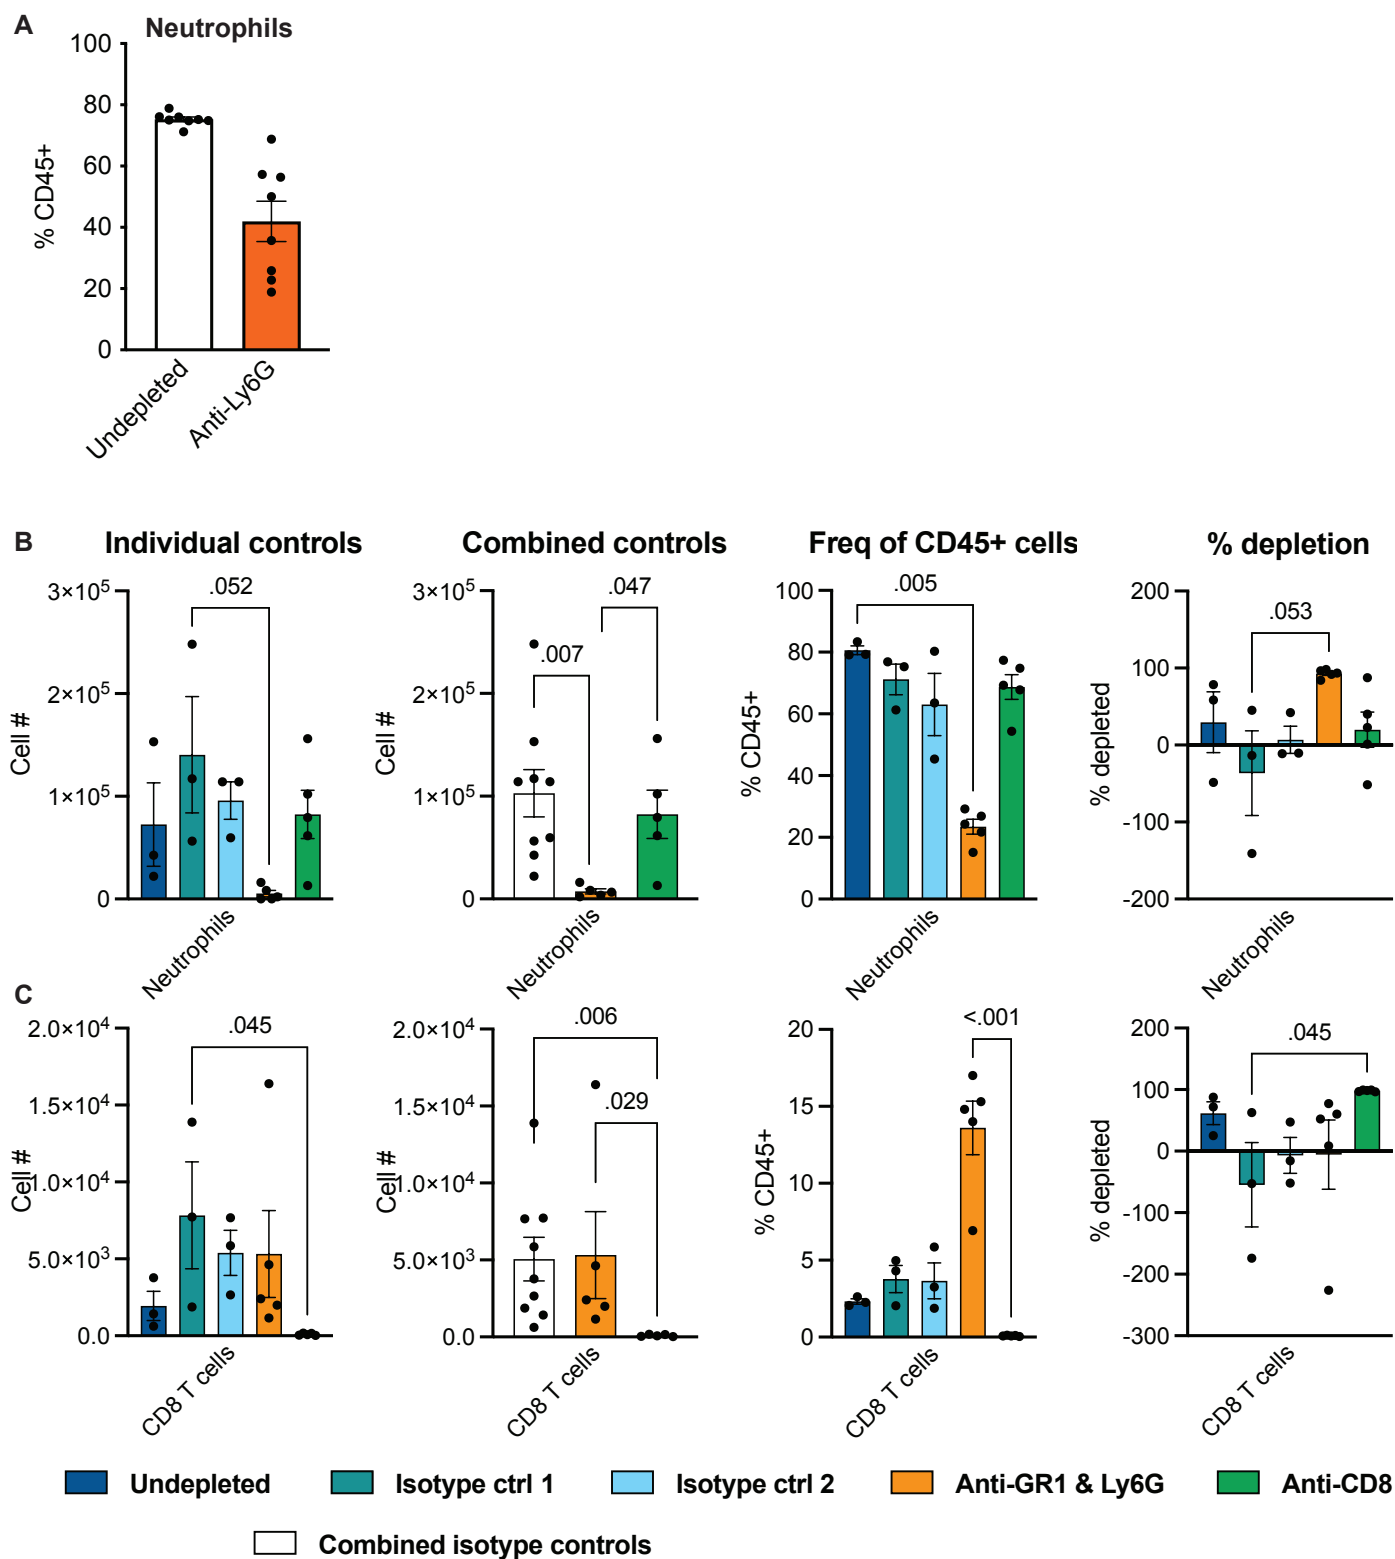 A
Neutrophils
% CD45+
100
80
60
40
20
0
Undepleted
Anti-Ly6G
B
Individual controls
Combined controls
Freq of CD45+ cells
% depletion
Cell #
3×10⁵
2×10⁵
1×10⁵
0
.052
Neutrophils
Cell #
3×10⁵
2×10⁵
1×10⁵
0
.007
.047
Neutrophils
% CD45+
100
80
60
40
20
0
.005
Neutrophils
% depleted
200
100
0
-100
-200
.053
Neutrophils
C
Cell #
2.0×10⁴
1.5×10⁴
1.0×10⁴
5.0×10³
0.0
.045
CD8 T cells
Cell #
2.0×10⁴
1.5×10⁴
1.0×10⁴
5.0×10³
0.0
.006
.029
CD8 T cells
% CD45+
20
15
10
5
0
<.001
CD8 T cells
% depleted
200
100
0
-100
-200
-300
.045
CD8 T cells
Undepleted
Isotype ctrl 1
Isotype ctrl 2
Anti-GR1 & Ly6G
Anti-CD8
Combined isotype controls